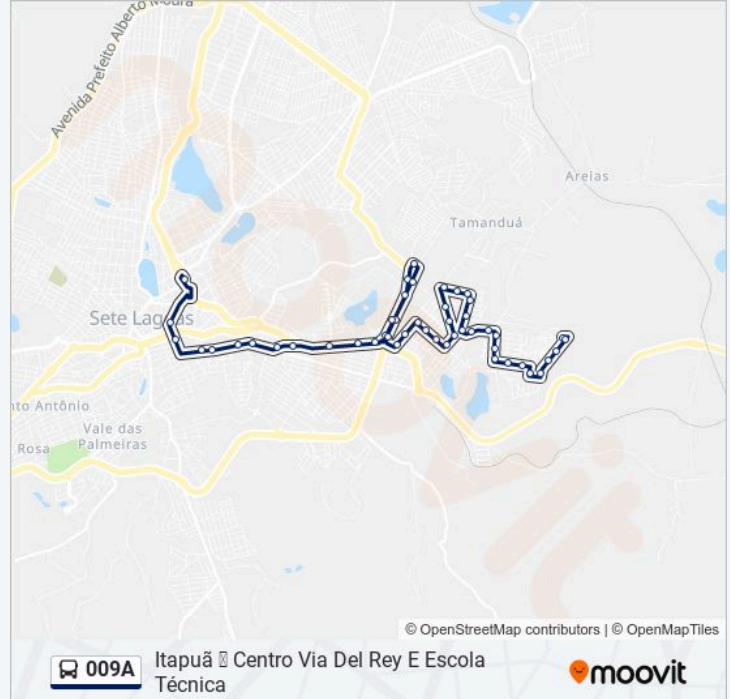 Avenida Prefeito Alberto Moura
Areias
Tamanduá
Sete Lagoas
nto Antônio
Vale das
Palmeiras
Rosa
© OpenStreetMap contributors | © OpenMapTiles
009A
Itapuã  Centro Via Del Rey E Escola
Técnica
moovit